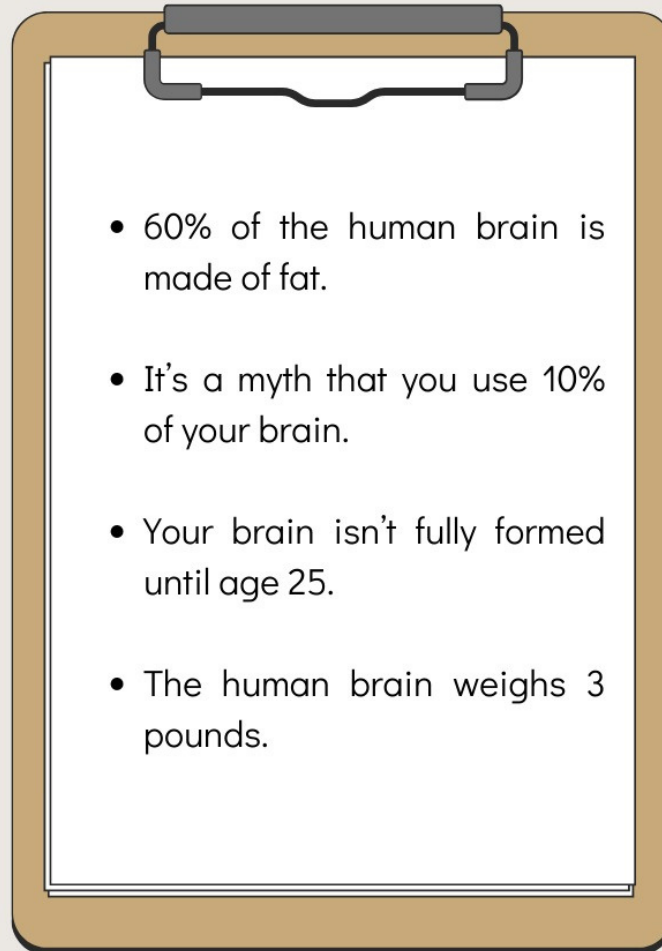 • 60% of the human brain is
made of fat.
• It's a myth that you use 10%
of your brain.
• Your brain isn't fully formed
until age 25.
• The human brain weighs 3
pounds.